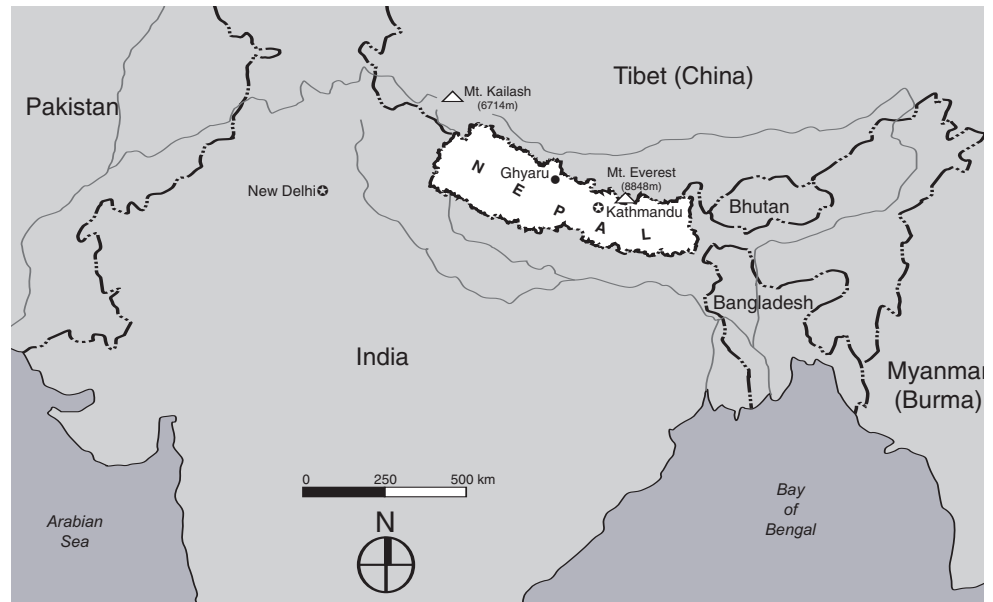 Tibet (China)
Mt. Kailash
(6714m)
Pakistan
Ghyaru
Mt. Everest
(8848m)
New Delhi
NEPAL
Kathmandu
Bhutan
Bangladesh
India
Myanmar
(Burma)
0 250 500 km
N
Arabian
Sea
Bay
of
Bengal